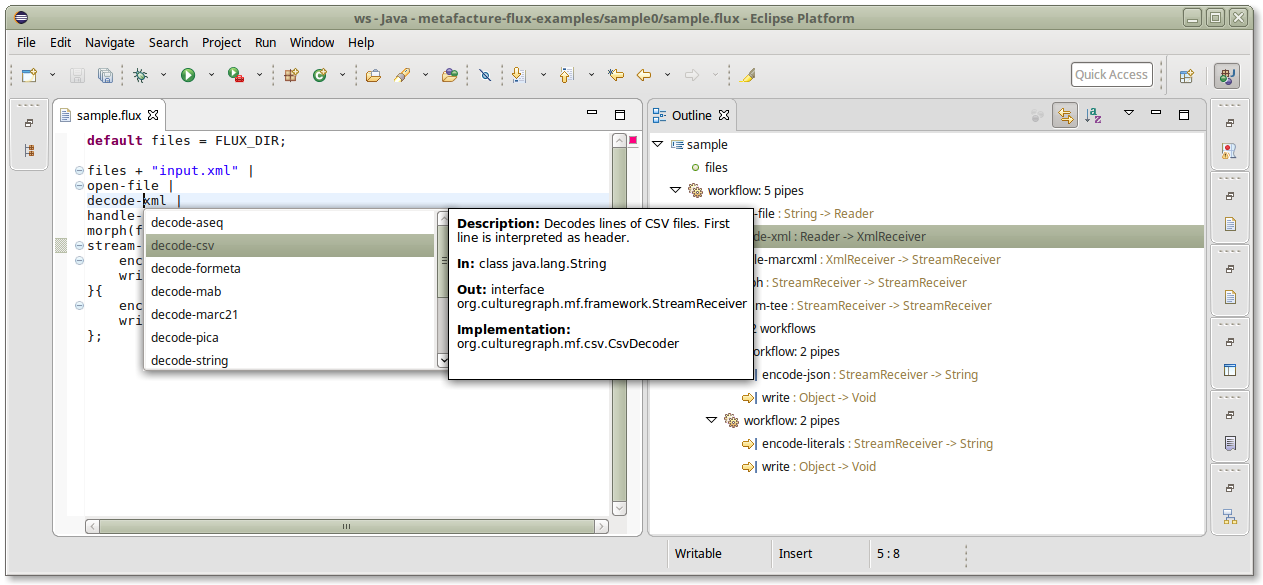 ws - Java - metafacture-flux-examples/sample0/sample.flux - Eclipse Platform
File Edit Navigate Search Project Run Window Help
Quick Access
sample.flux
default files = FLUX_DIR;
files + "input.xml" |
open-file |
decode-xml |
handle-
morph(f
stream-
enc
wri
}{
enc
wri
};
decode-aseq
decode-csv
decode-formeta
decode-mab
decode-marc21
decode-pica
decode-string
Description: Decodes lines of CSV files. First
line is interpreted as header.
In: class java.lang.String
Out: interface
org.culturegraph.mf.framework.StreamReceiver
Implementation:
org.culturegraph.mf.csv.CsvDecoder
Outline
sample
files
workflow: 5 pipes
-file : String -> Reader
de-xml : Reader -> XmlReceiver
le-marcxml : XmlReceiver -> StreamReceiver
ph : StreamReceiver -> StreamReceiver
m-tee : StreamReceiver -> StreamReceiver
2 workflows
orkflow: 2 pipes
encode-json : StreamReceiver -> String
write : Object -> Void
workflow: 2 pipes
encode-literals : StreamReceiver -> String
write : Object -> Void
Writable Insert 5 : 8